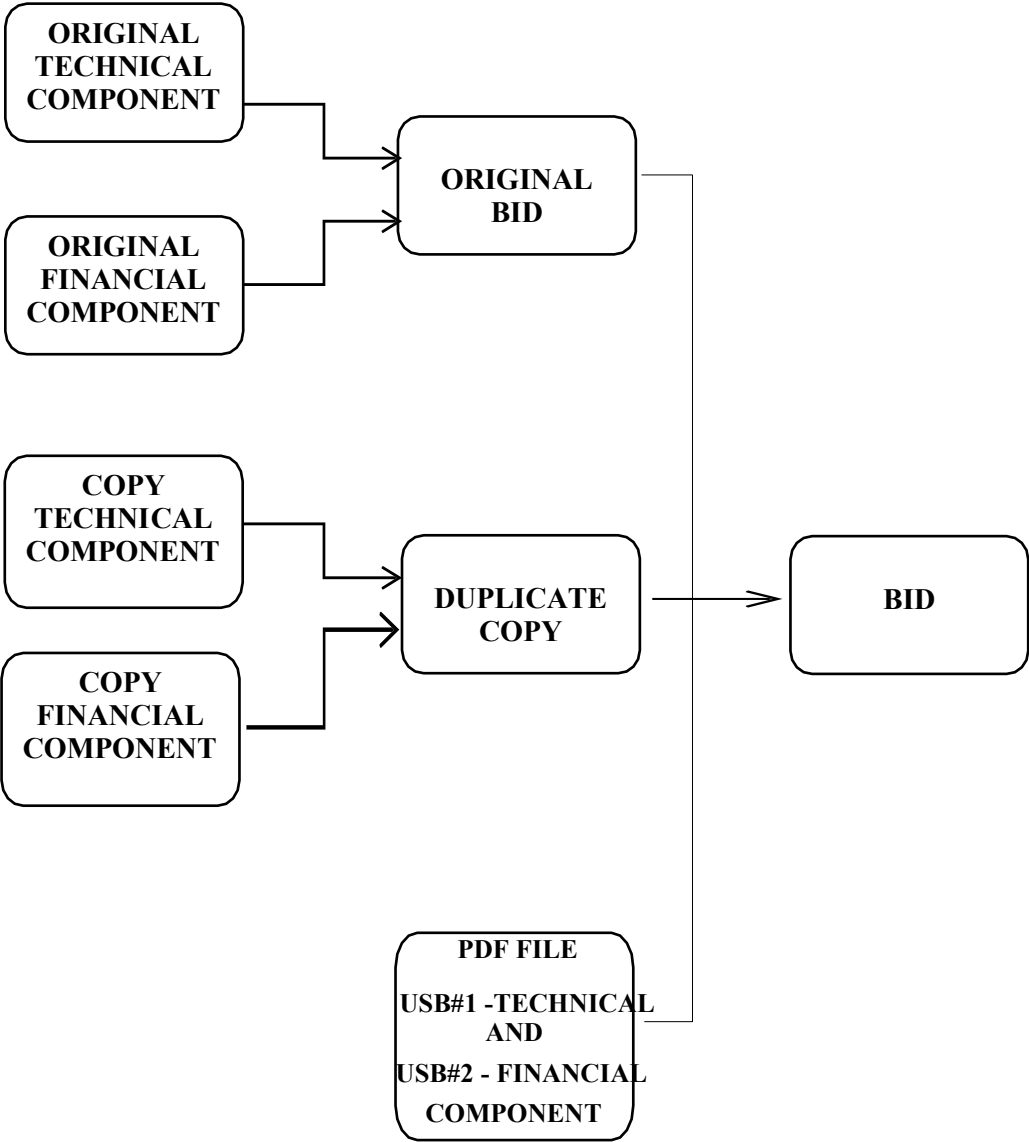 ORIGINAL
TECHNICAL
COMPONENT
ORIGINAL
FINANCIAL
COMPONENT
ORIGINAL
BID
COPY
TECHNICAL
COMPONENT
COPY
FINANCIAL
COMPONENT
DUPLICATE
COPY
BID
PDF FILE
USB#1 -TECHNICAL
AND
USB#2 - FINANCIAL
COMPONENT